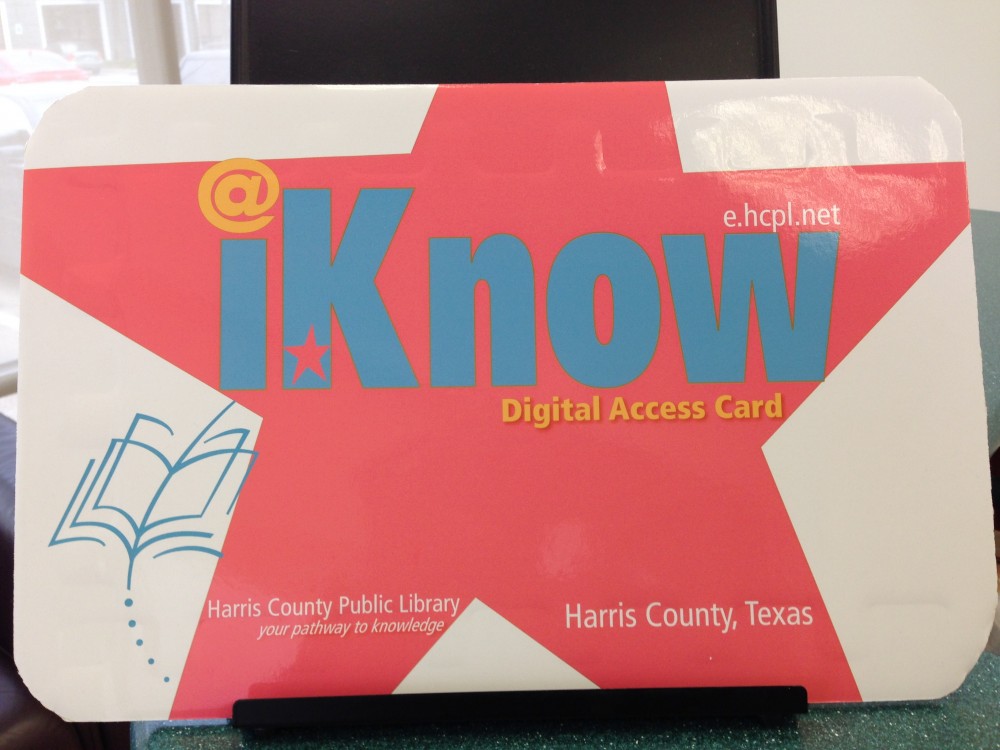 @
iKnow
e.hcpl.net
Digital Access Card
Harris County Public Library
your pathway to knowledge
Harris County, Texas